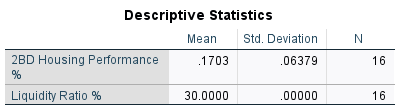 Descriptive Statistics
Mean Std. Deviation N
2BD Housing Performance % .1703 .06379 16
Liquidity Ratio % 30.0000 .00000 16